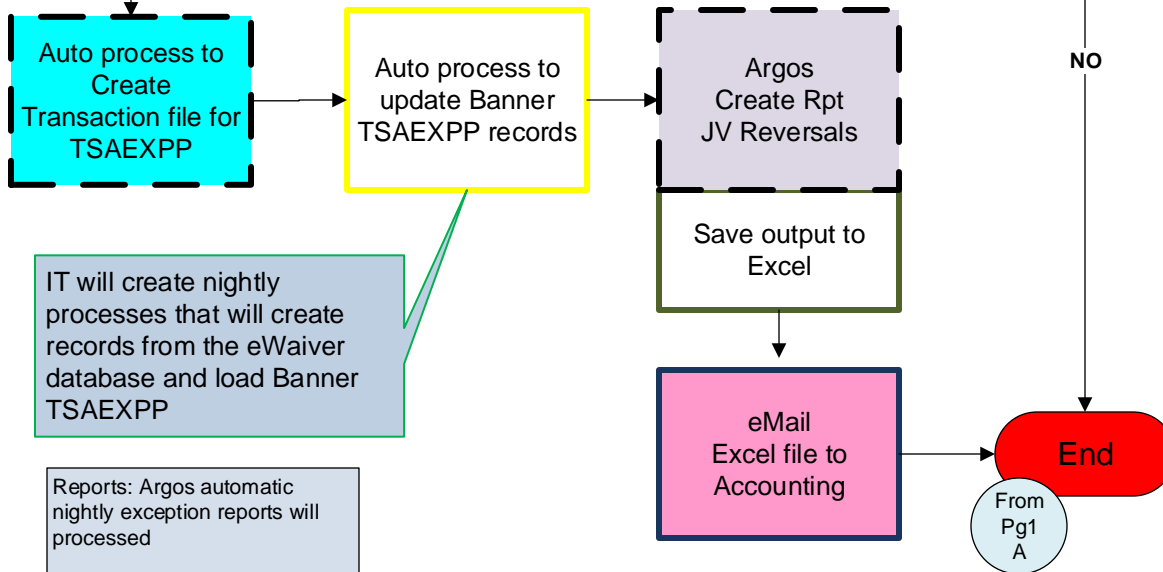 Auto process to
Create
Transaction file for
TSAEXPP
Auto process to
update Banner
TSAEXPP records
Argos
Create Rpt
JV Reversals
NO
Save output to
Excel
IT will create nightly
processes that will create
records from the eWaiver
database and load Banner
TSAEXPP
eMail
Excel file to
Accounting
End
From
Pg1
A
Reports: Argos automatic
nightly exception reports will
processed